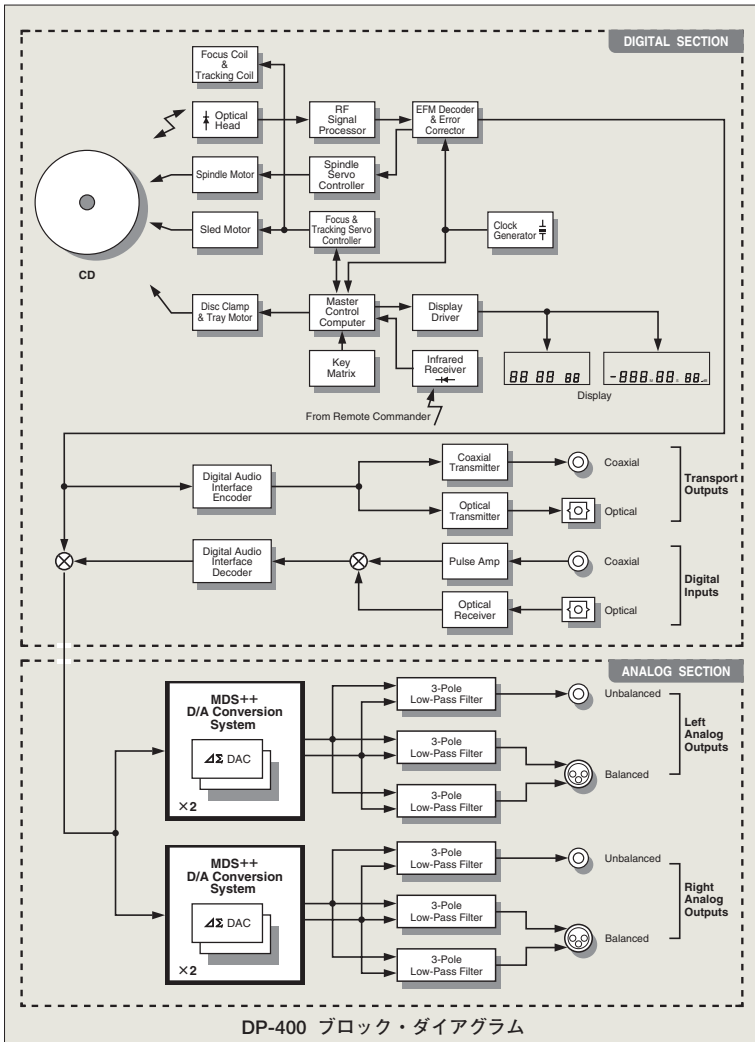 DIGITAL SECTION
Focus Coil
&
Tracking Coil
Optical
Head
RF
Signal
Processor
EFM Decoder
& Error
Corrector
Spindle Motor
Spindle
Servo
Controller
Sled Motor
Focus &
Tracking Servo
Controller
Clock
Generator
CD
Disc Clamp
& Tray Motor
Master
Control
Computer
Display
Driver
Key
Matrix
Infrared
Receiver
88 88 88
-888.88 88
Display
From Remote Commander
Digital Audio
Interface
Encoder
Coaxial
Transmitter
Coaxial
Optical
Transmitter
Optical
Transport
Outputs
Digital Audio
Interface
Decoder
Pulse Amp
Coaxial
Optical
Receiver
Optical
Digital
Inputs
ANALOG SECTION
MDS++
D/A Conversion
System
ΔΣ DAC
×2
3-Pole
Low-Pass Filter
Unbalanced
3-Pole
Low-Pass Filter
Balanced
3-Pole
Low-Pass Filter
Left
Analog
Outputs
MDS++
D/A Conversion
System
ΔΣ DAC
×2
3-Pole
Low-Pass Filter
Unbalanced
3-Pole
Low-Pass Filter
Balanced
3-Pole
Low-Pass Filter
Right
Analog
Outputs
DP-400 ブロック・ダイアグラム